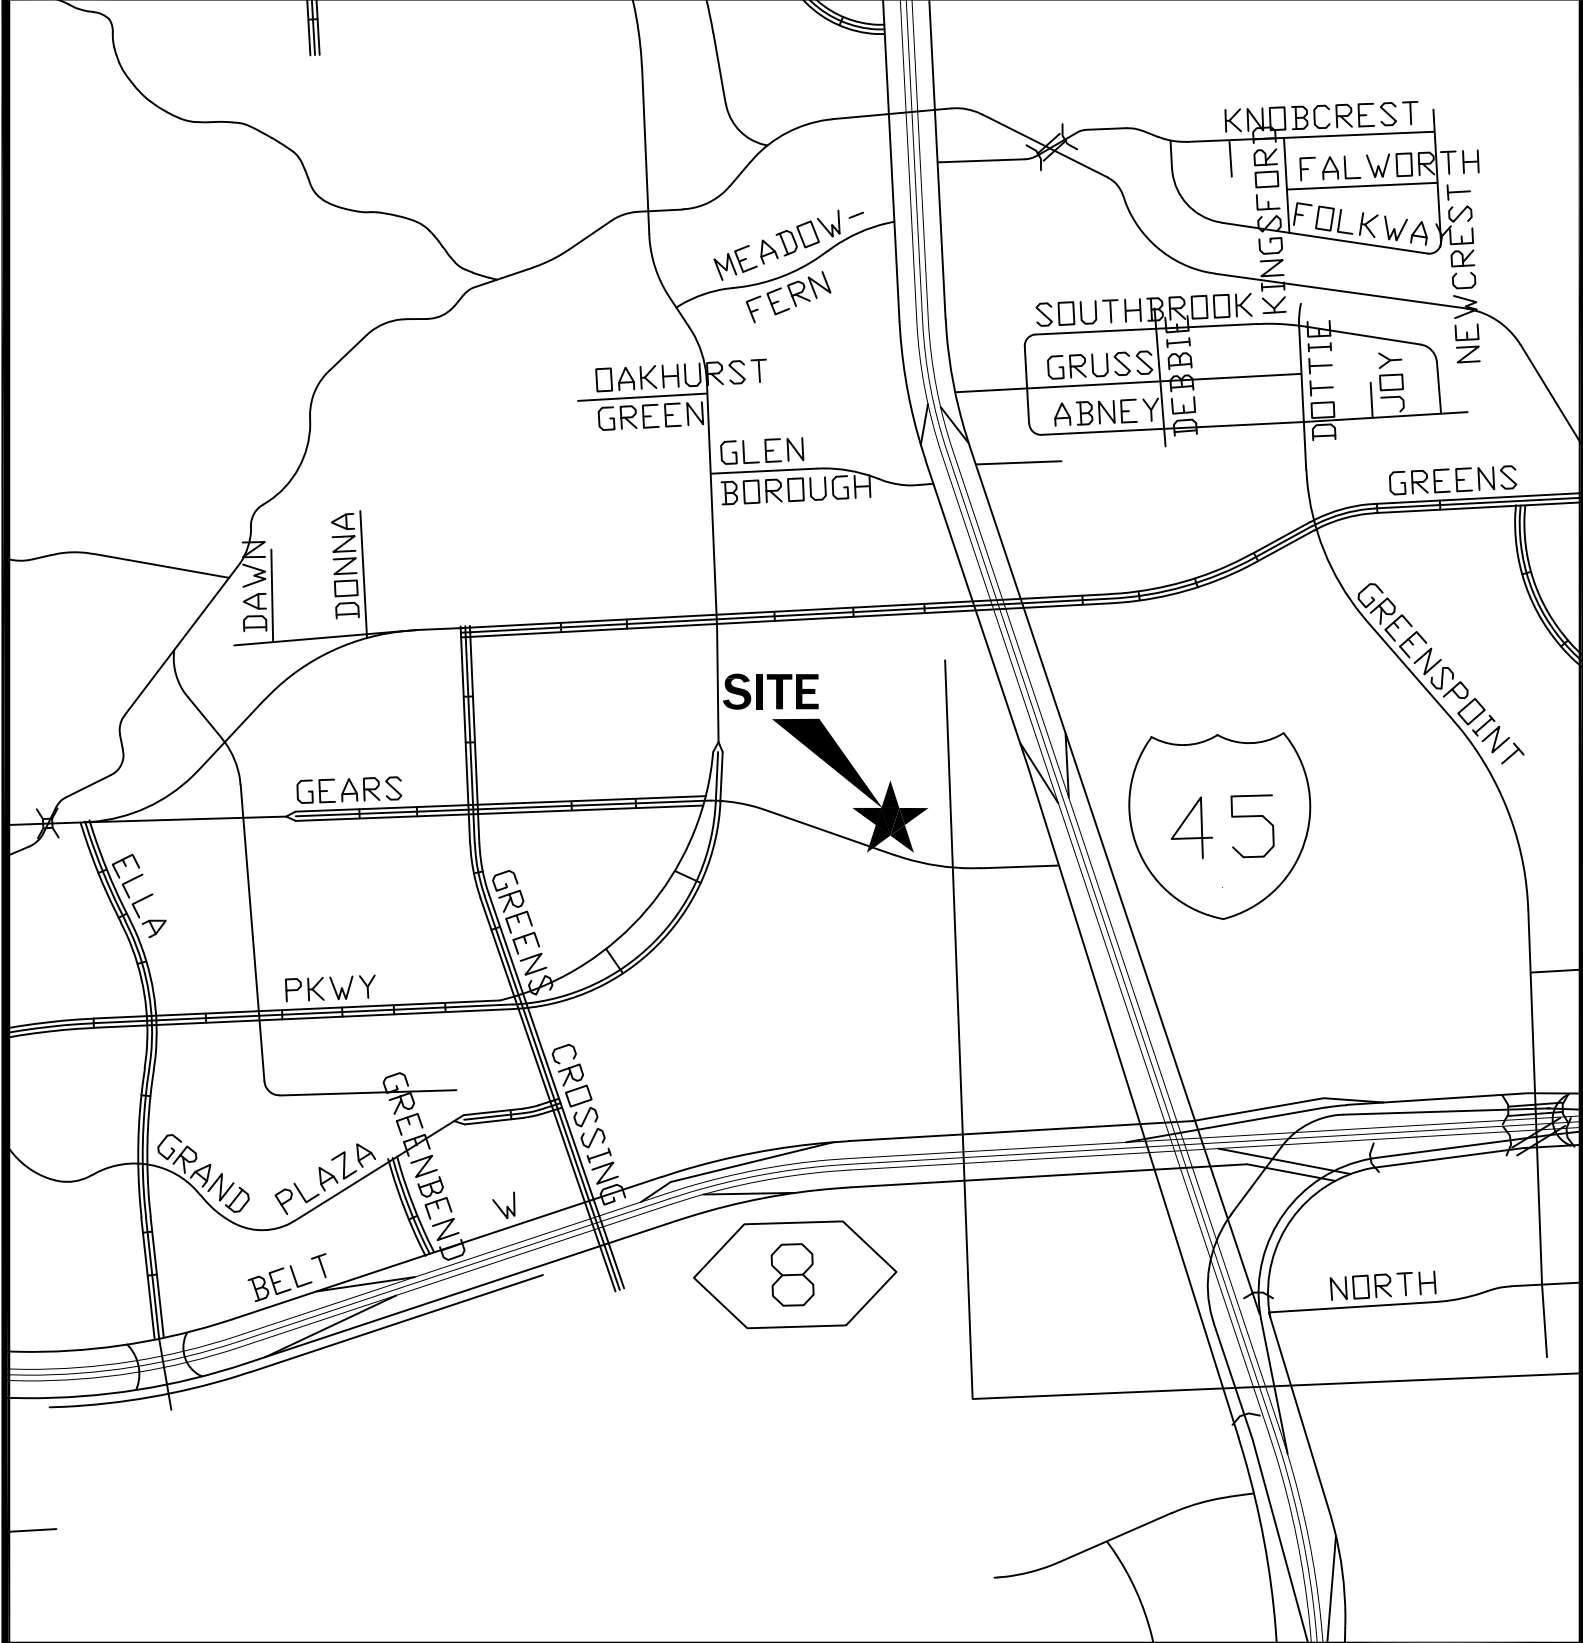 KNOBCREST
KINGSFORD
FALWORTH
FOLKWAY
NEWCREST
MEADOW-
FERN
SOUTHBROOK
DEBBIE
DOTTIE
GRUSS
JOY
ABNEY
OAKHURST
GREEN
GLEN
BOROUGH
GREENS
DAWN
DONNA
GREENSPOINT
SITE
GEARS
45
ELLA
GREENS
PKWY
CROSSING
GREENBEND
GRAND
PLAZA
W
BELT
8
NORTH